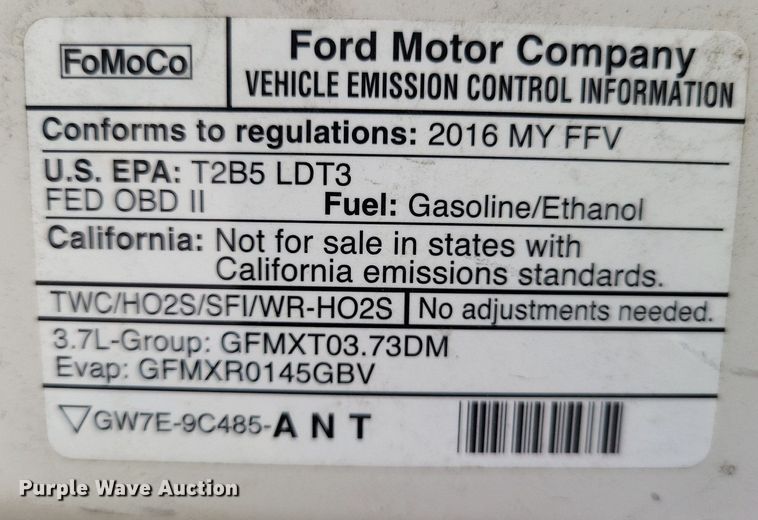 FoMoCo
Ford Motor Company
VEHICLE EMISSION CONTROL INFORMATION
Conforms to regulations: 2016 MY FFV
U.S. EPA: T2B5 LDT3
FED OBD II Fuel: Gasoline/Ethanol
California: Not for sale in states with
California emissions standards.
TWC/HO2S/SFI/WR-HO2S No adjustments needed.
3.7L-Group: GFMXT03.73DM
Evap: GFMXR0145GBV
▽GW7E-9C485-A N T
Purple Wave Auction